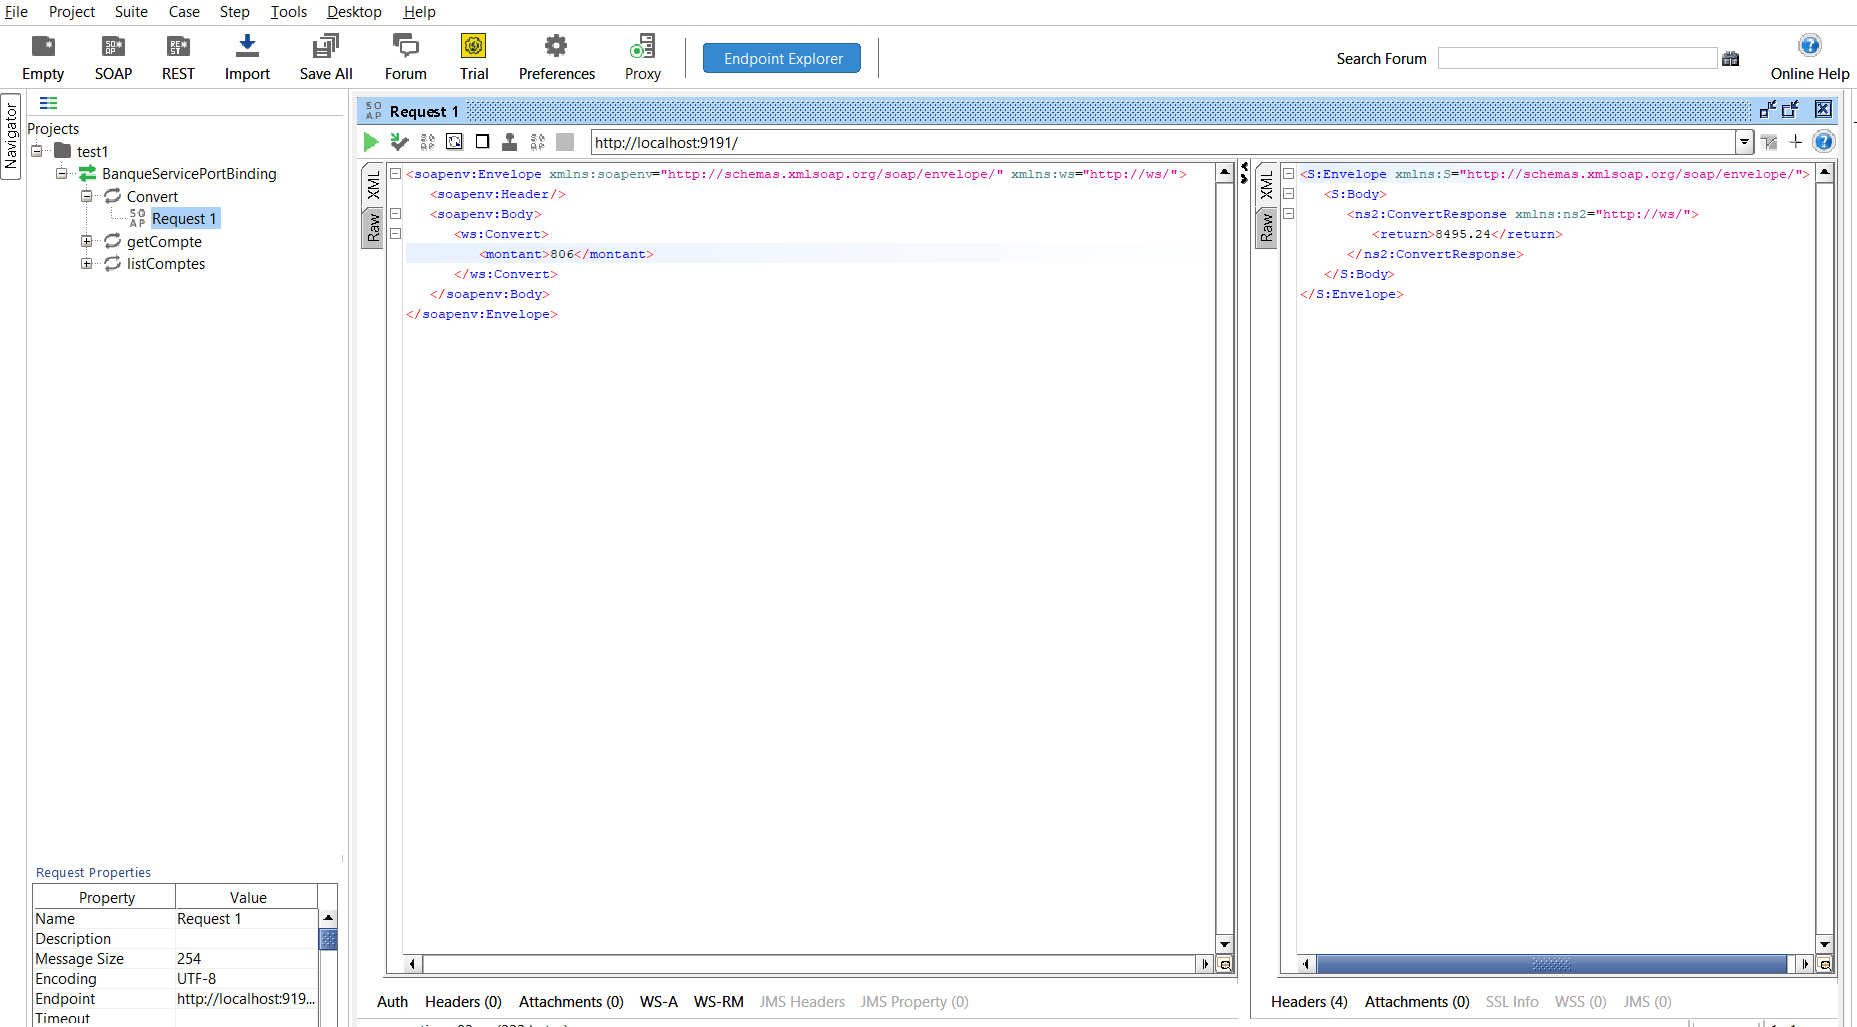 File Project Suite Case Step Tools Desktop Help
Empty SOAP REST Import Save All Forum Trial Preferences Proxy Endpoint Explorer Search Forum Online Help
Navigator
Projects
test1
BanqueServicePortBinding
Convert
Request 1
getCompte
listComptes
Request Properties
Property Value
Name Request 1
Description
Message Size 254
Encoding UTF-8
Endpoint http://localhost:919...
Timeout
Request 1
http://localhost:9191/
XML
Raw
<soapenv:Envelope xmlns:soapenv="http://schemas.xmlsoap.org/soap/envelope/" xmlns:ws="http://ws/">
<soapenv:Header/>
<soapenv:Body>
<ws:Convert>
<montant>806</montant>
</ws:Convert>
</soapenv:Body>
</soapenv:Envelope>
Auth Headers (0) Attachments (0) WS-A WS-RM JMS Headers JMS Property (0)
XML
Raw
<S:Envelope xmlns:S="http://schemas.xmlsoap.org/soap/envelope/">
<S:Body>
<ns2:ConvertResponse xmlns:ns2="http://ws/">
<return>8495.24</return>
</ns2:ConvertResponse>
</S:Body>
</S:Envelope>
Headers (4) Attachments (0) SSL Info WSS (0) JMS (0)